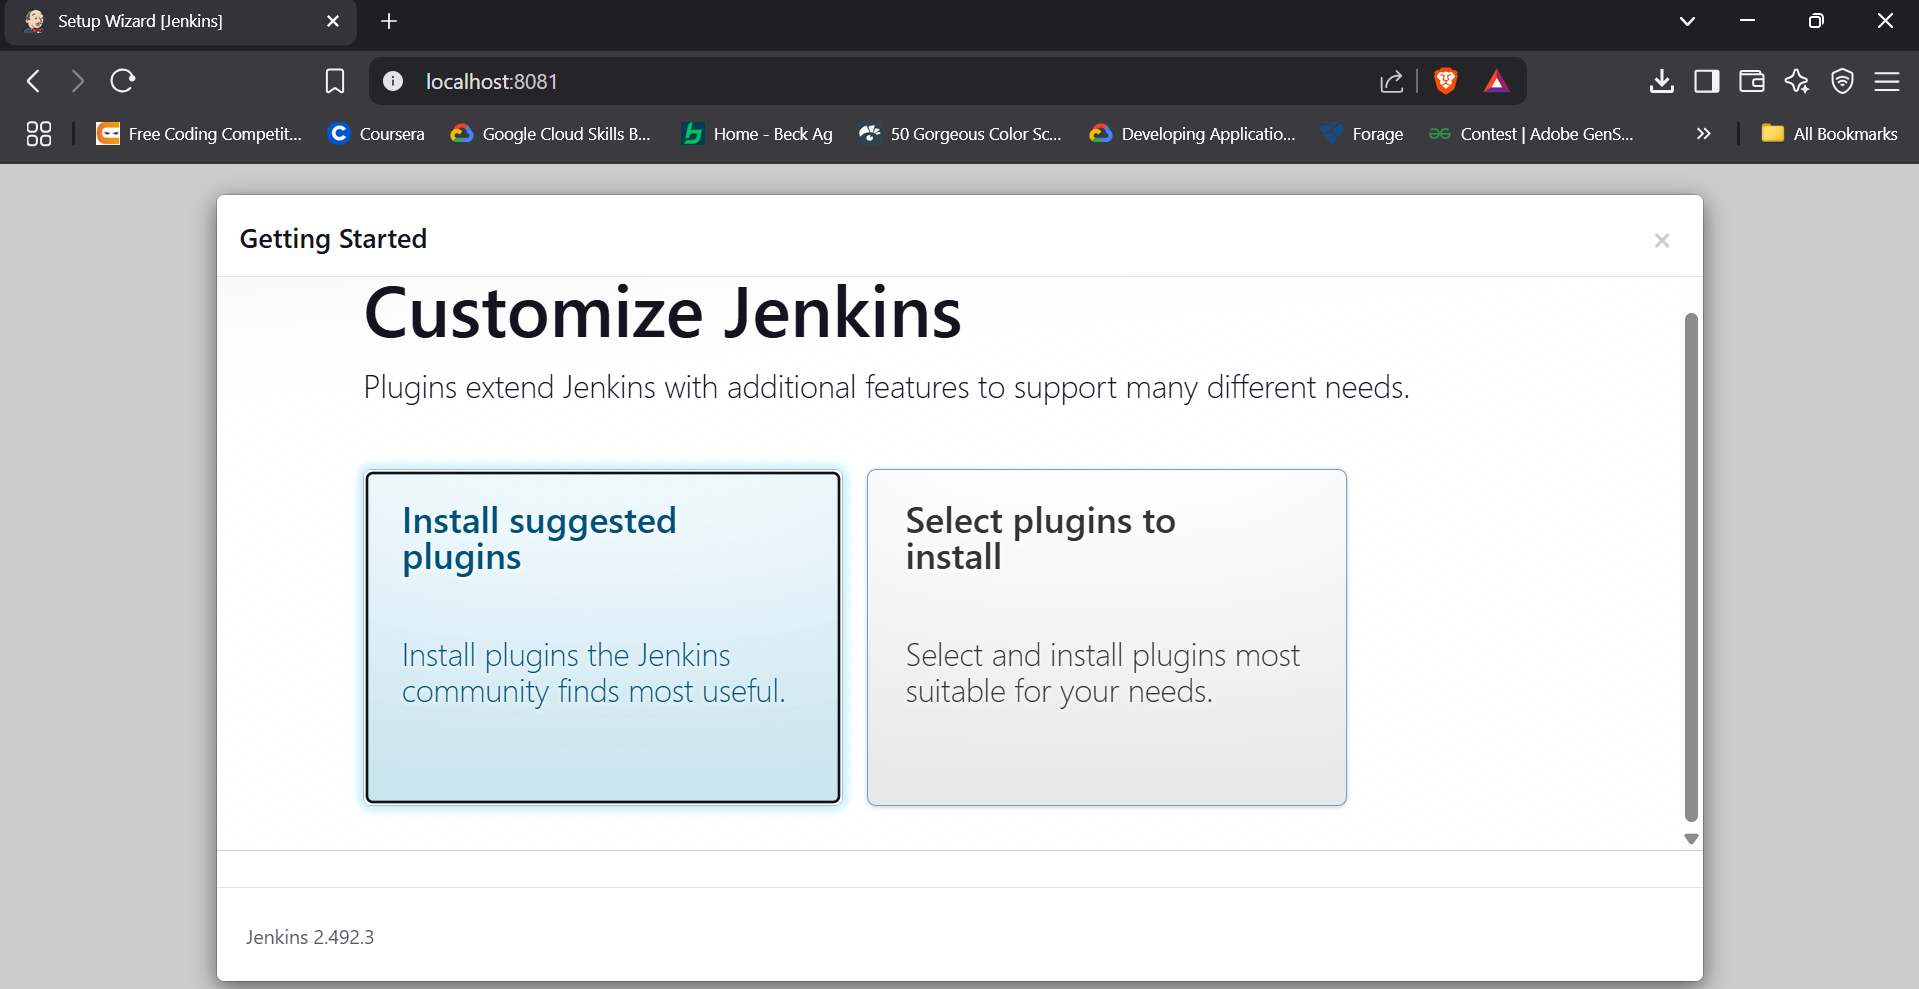 Setup Wizard [Jenkins]
localhost:8081
Free Coding Competit...
Coursera
Google Cloud Skills B...
Home - Beck Ag
50 Gorgeous Color Sc...
Developing Applicatio...
Forage
Contest | Adobe GenS...
All Bookmarks
Getting Started
Customize Jenkins
Plugins extend Jenkins with additional features to support many different needs.
Install suggested
plugins
Install plugins the Jenkins
community finds most useful.
Select plugins to
install
Select and install plugins most
suitable for your needs.
Jenkins 2.492.3